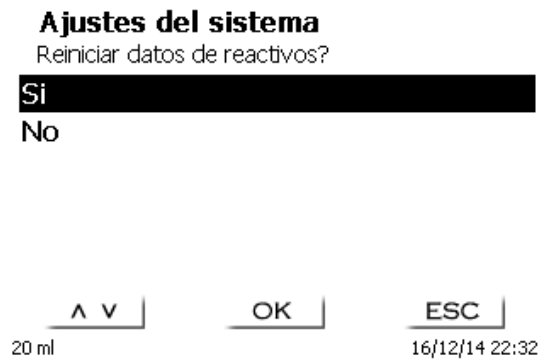 Ajustes del sistema
Reiniciar datos de reactivos?
Si
No
∧ ∨ OK ESC
20 ml 16/12/14 22:32